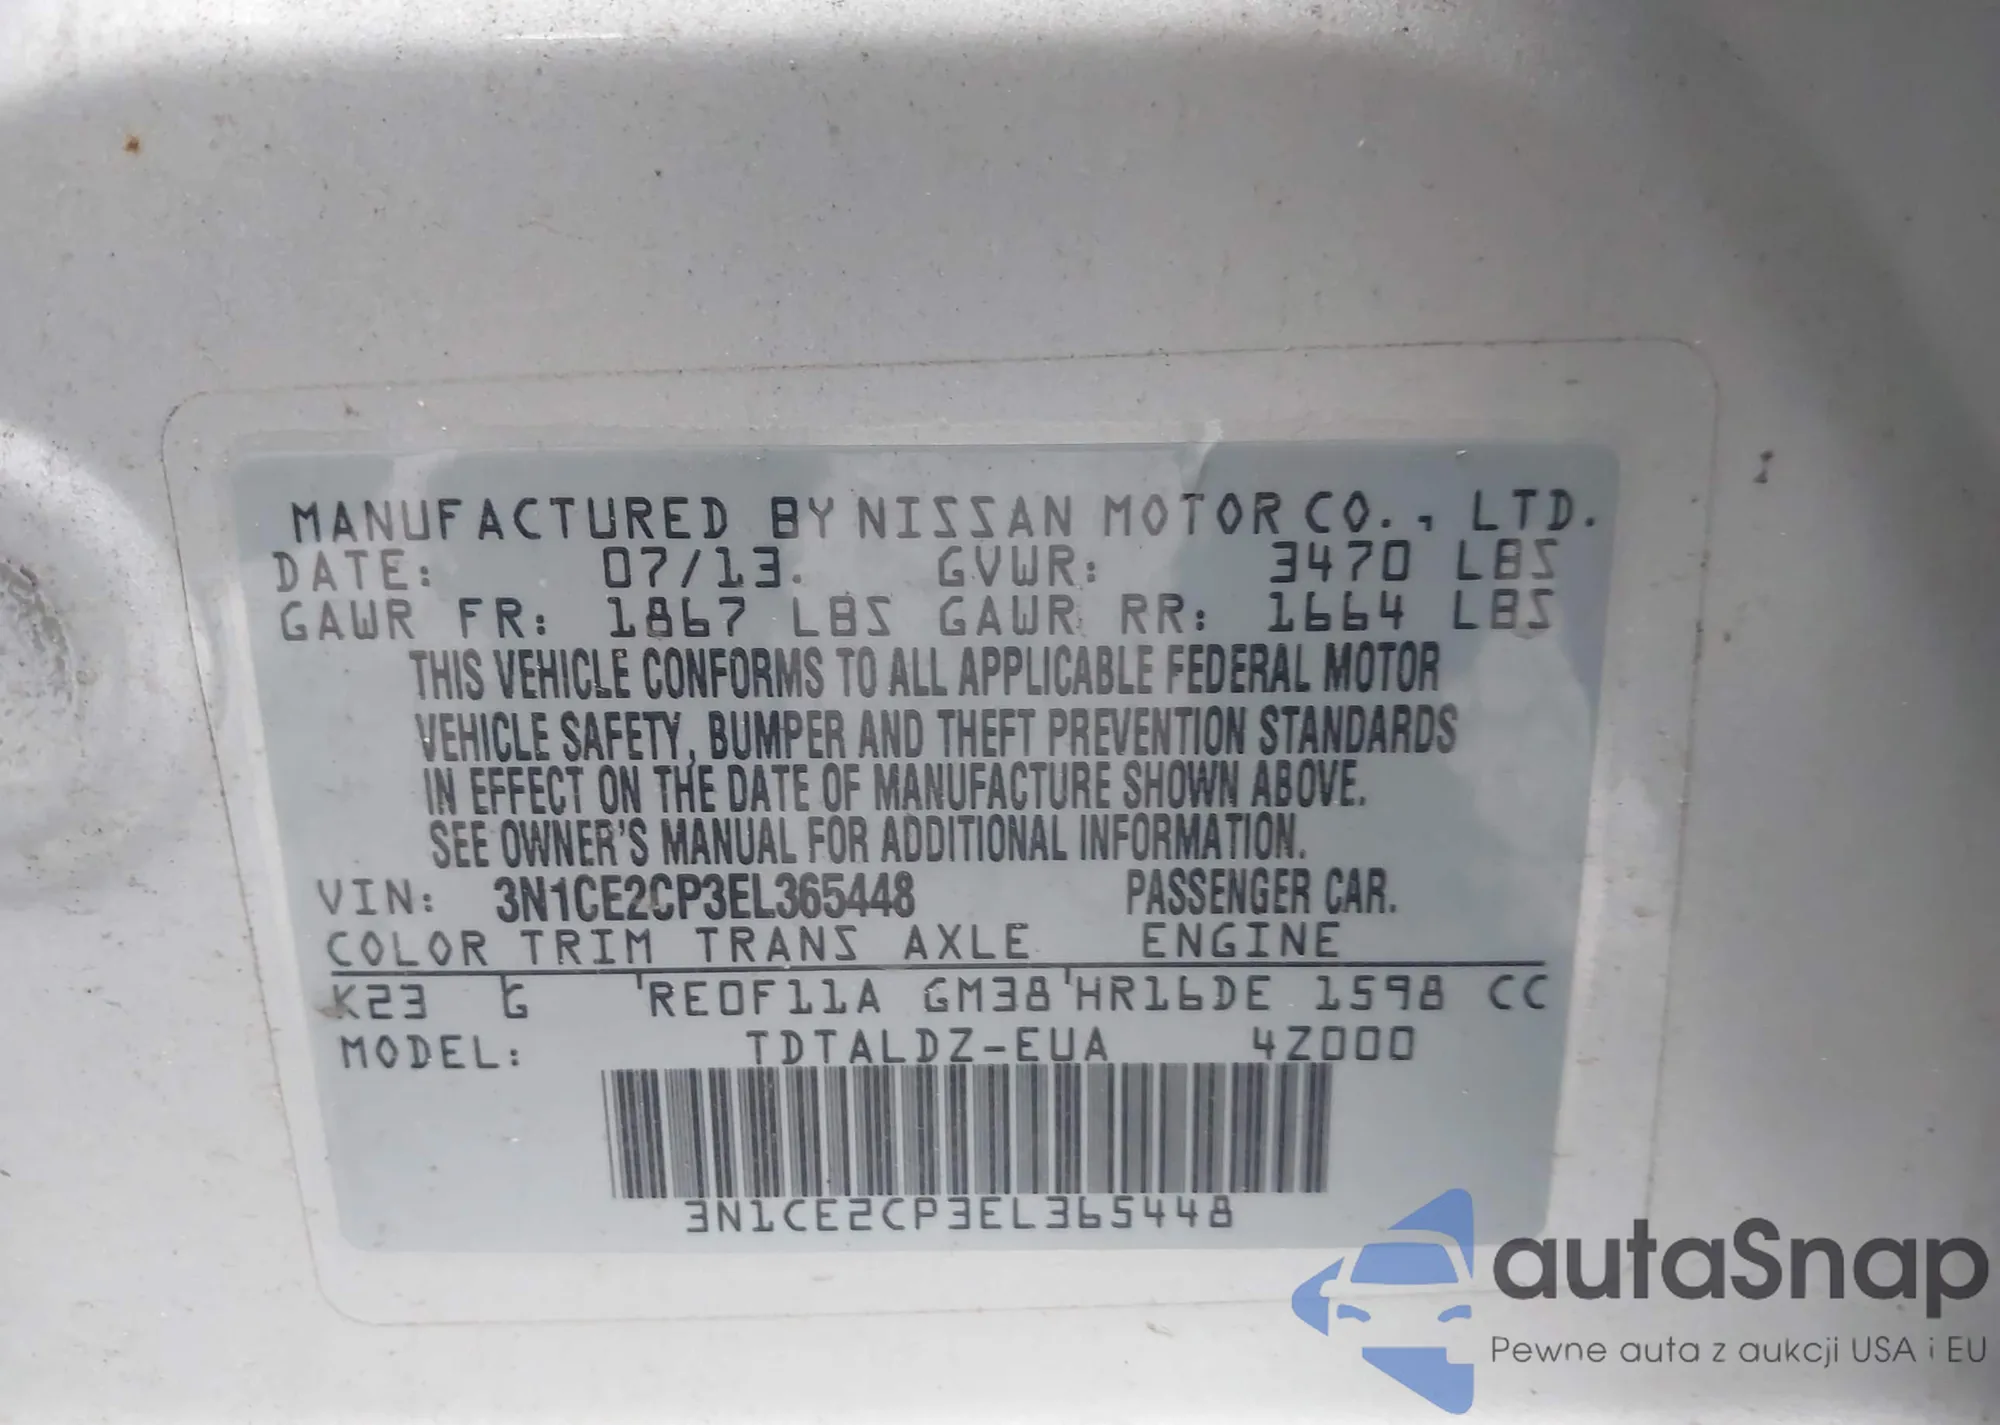 MANUFACTURED BY NISSAN MOTOR CO., LTD.
DATE: 07/13. GVWR: 3470 LBS
GAWR FR: 1867 LBS GAWR RR: 1664 LBS
THIS VEHICLE CONFORMS TO ALL APPLICABLE FEDERAL MOTOR
VEHICLE SAFETY, BUMPER AND THEFT PREVENTION STANDARDS
IN EFFECT ON THE DATE OF MANUFACTURE SHOWN ABOVE.
SEE OWNER'S MANUAL FOR ADDITIONAL INFORMATION.
VIN: 3N1CE2CP3EL365448 PASSENGER CAR.
COLOR TRIM TRANS AXLE ENGINE
K23 G RE0F11A GM38 HR16DE 1598 CC
MODEL: TDTALDZ-EUA 4Z000
3N1CE2CP3EL365448
autaSnap
Pewne auta z aukcji USA i EU